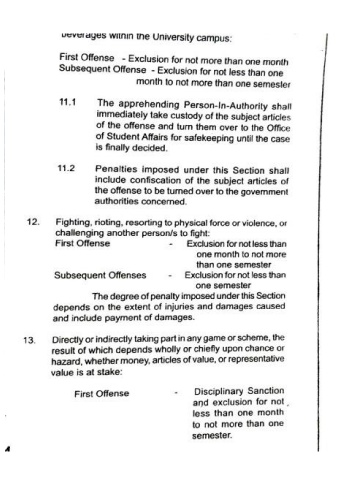 beverages within the University campus:
First Offense - Exclusion for not more than one month
Subsequent Offense - Exclusion for not less than one
month to not more than one semester
11.1 The apprehending Person-In-Authority shall
immediately take custody of the subject articles
of the offense and turn them over to the Office
of Student Affairs for safekeeping until the case
is finally decided.
11.2 Penalties imposed under this Section shall
include confiscation of the subject articles of
the offense to be turned over to the government
authorities concerned.
12. Fighting, rioting, resorting to physical force or violence, or
challenging another person/s to fight:
First Offense - Exclusion for not less than
one month to not more
than one semester
Subsequent Offenses - Exclusion for not less than
one semester
The degree of penalty imposed under this Section
depends on the extent of injuries and damages caused
and include payment of damages.
13. Directly or indirectly taking part in any game or scheme, the
result of which depends wholly or chiefly upon chance or
hazard, whether money, articles of value, or representative
value is at stake:
First Offense - Disciplinary Sanction
and exclusion for not
less than one month
to not more than one
semester.